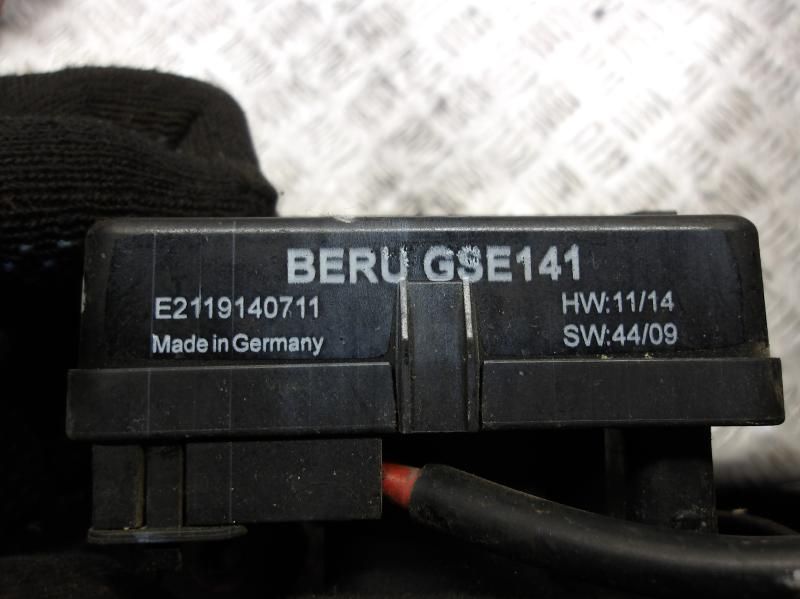 BERU GSE141
E2119140711 HW:11/14
Made in Germany SW:44/09